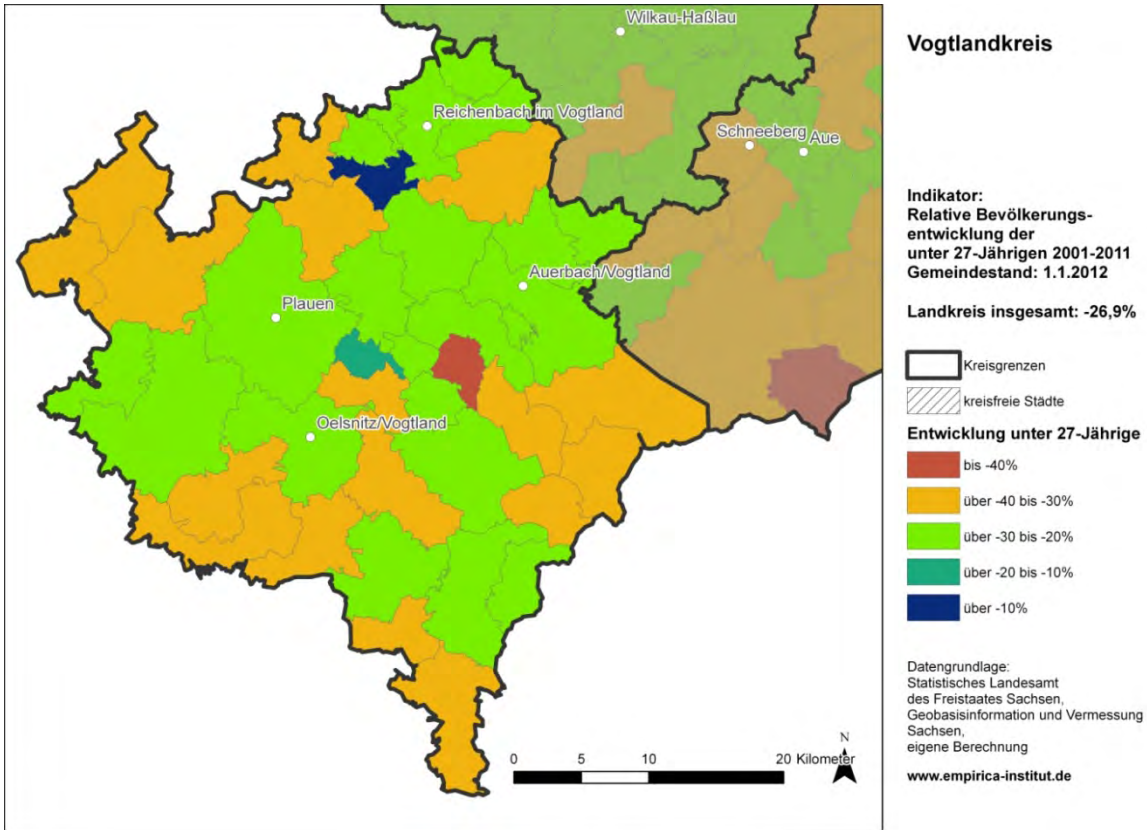 Wilkau-Haßlau
Reichenbach im Vogtland
Schneeberg
Aue
Auerbach/Vogtland
Plauen
Oelsnitz/Vogtland
N
0 5 10 20 Kilometer
Vogtlandkreis
Indikator:
Relative Bevölkerungs-
entwicklung der
unter 27-Jährigen 2001-2011
Gemeindestand: 1.1.2012
Landkreis insgesamt: -26,9%
Kreisgrenzen
kreisfreie Städte
Entwicklung unter 27-Jährige
bis -40%
über -40 bis -30%
über -30 bis -20%
über -20 bis -10%
über -10%
Datengrundlage:
Statistisches Landesamt
des Freistaates Sachsen,
Geobasisinformation und Vermessung
Sachsen,
eigene Berechnung
www.empirica-institut.de